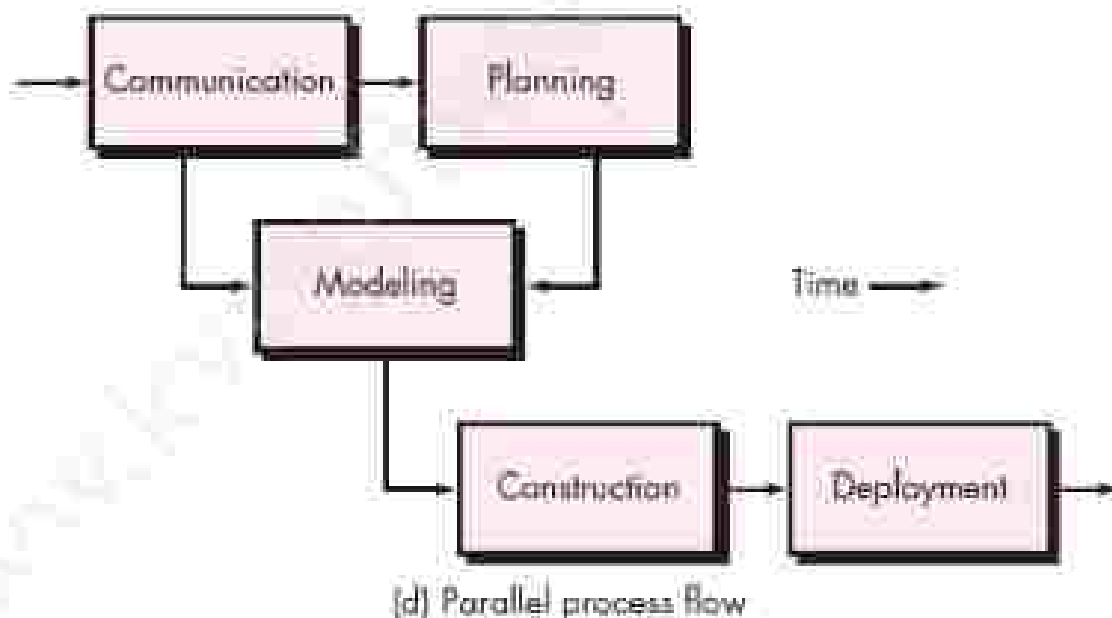 Communication
Planning
Modeling
Time
Construction
Deployment
(d) Parallel process flow